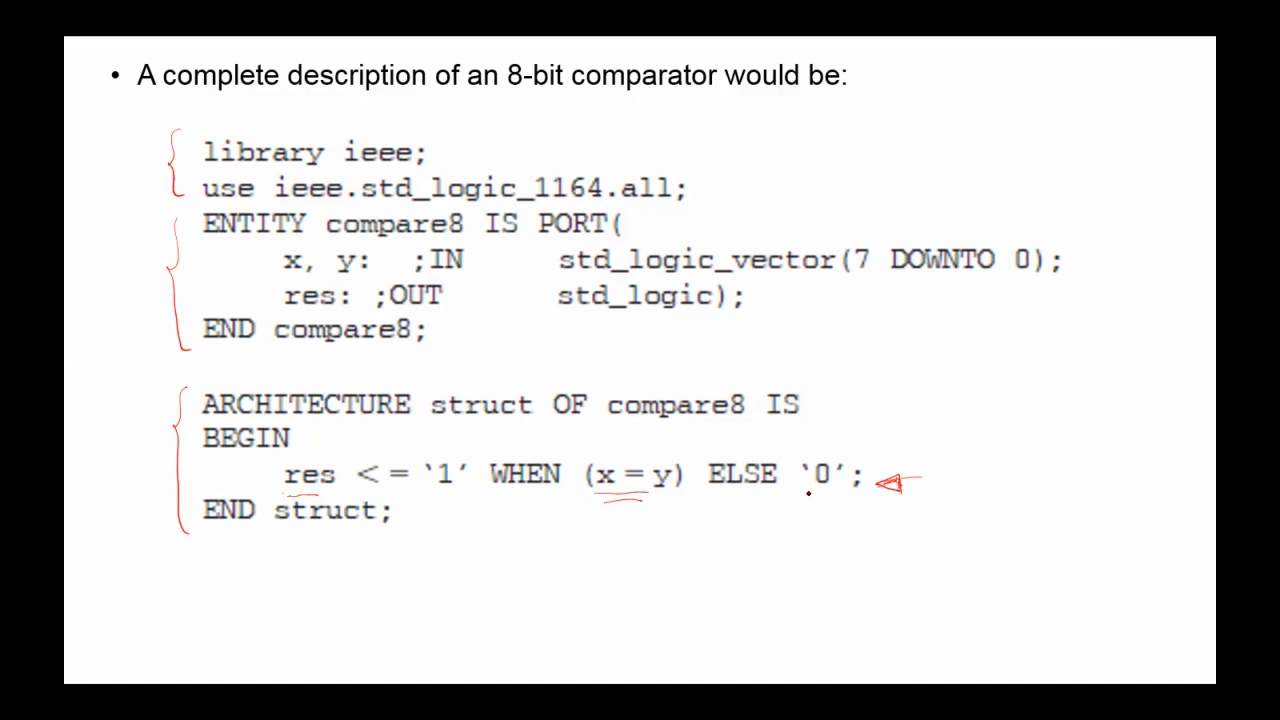 • A complete description of an 8-bit comparator would be:
library ieee;
use ieee.std_logic_1164.all;
ENTITY compare8 IS PORT(
x, y: ;IN std_logic_vector(7 DOWNTO 0);
res: ;OUT std_logic);
END compare8;
ARCHITECTURE struct OF compare8 IS
BEGIN
res <= ‘1’ WHEN (x = y) ELSE ‘0’;
END struct;